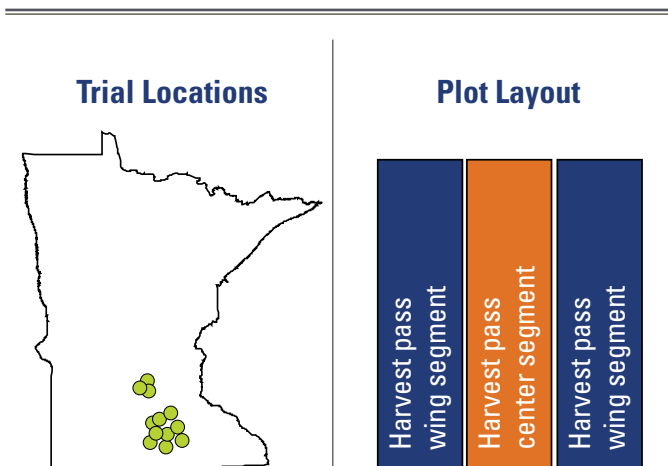 Trial Locations
Plot Layout
Harvest pass
wing segment
Harvest pass
center segment
Harvest pass
wing segment